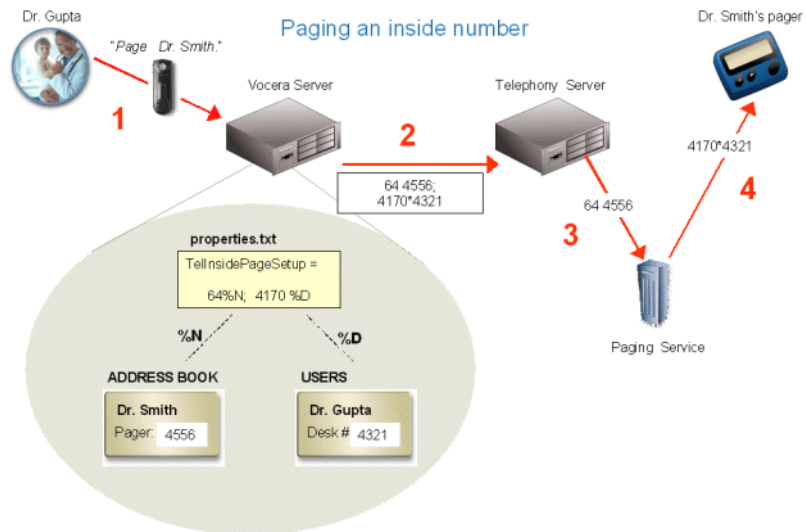 Dr. Gupta
Paging an inside number
Dr. Smith's pager
"Page Dr. Smith."
Vocera Server
Telephony Server
1
2
4170*4321
4
64 4556;
4170*4321
64 4556
3
properties.txt
TellnsidePageSetup =
64%N; 4170 %D
Paging Service
%N
%D
ADDRESS BOOK
USERS
Dr. Smith
Pager: 4556
Dr. Gupta
Desk # 4321